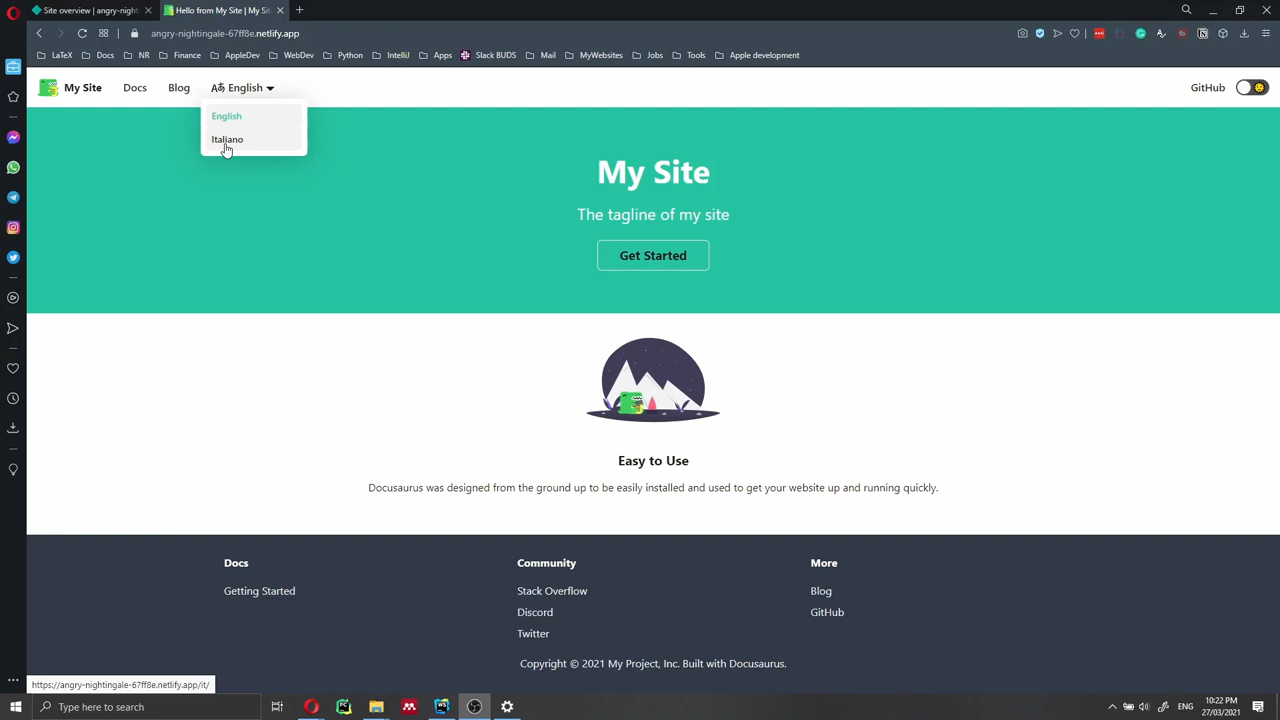 Site overview | angry-night
Hello from My Site | My Sit
angry-nightingale-67ff8e.netlify.app
LaTeX Docs NR Finance AppleDev WebDev Python IntelliJ Apps Slack BUDS Mail MyWebsites Jobs Tools Apple development
My Site Docs Blog English GitHub
English
Italiano
My Site
The tagline of my site
Get Started
Easy to Use
Docusaurus was designed from the ground up to be easily installed and used to get your website up and running quickly.
Docs Community More
Getting Started Stack Overflow Blog
Discord GitHub
Twitter
Copyright © 2021 My Project, Inc. Built with Docusaurus.
https://angry-nightingale-67ff8e.netlify.app/it/
Type here to search
ENG
10:22 PM
27/03/2021